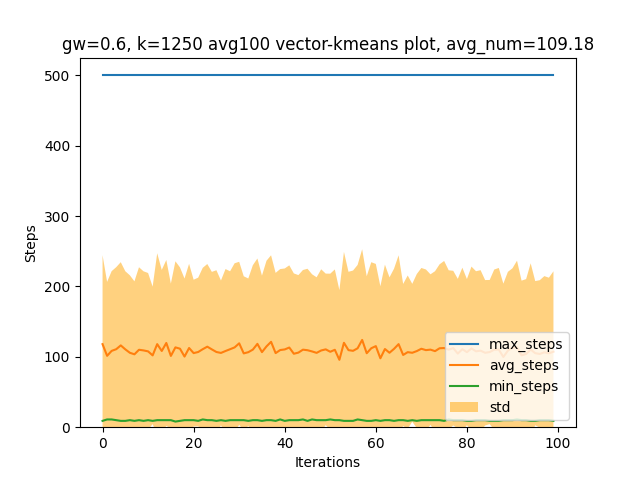 gw=0.6, k=1250 avg100 vector-kmeans plot, avg_num=109.18
500
400
300
200
100
0
Steps
max_steps
avg_steps
min_steps
std
0 20 40 60 80 100
Iterations